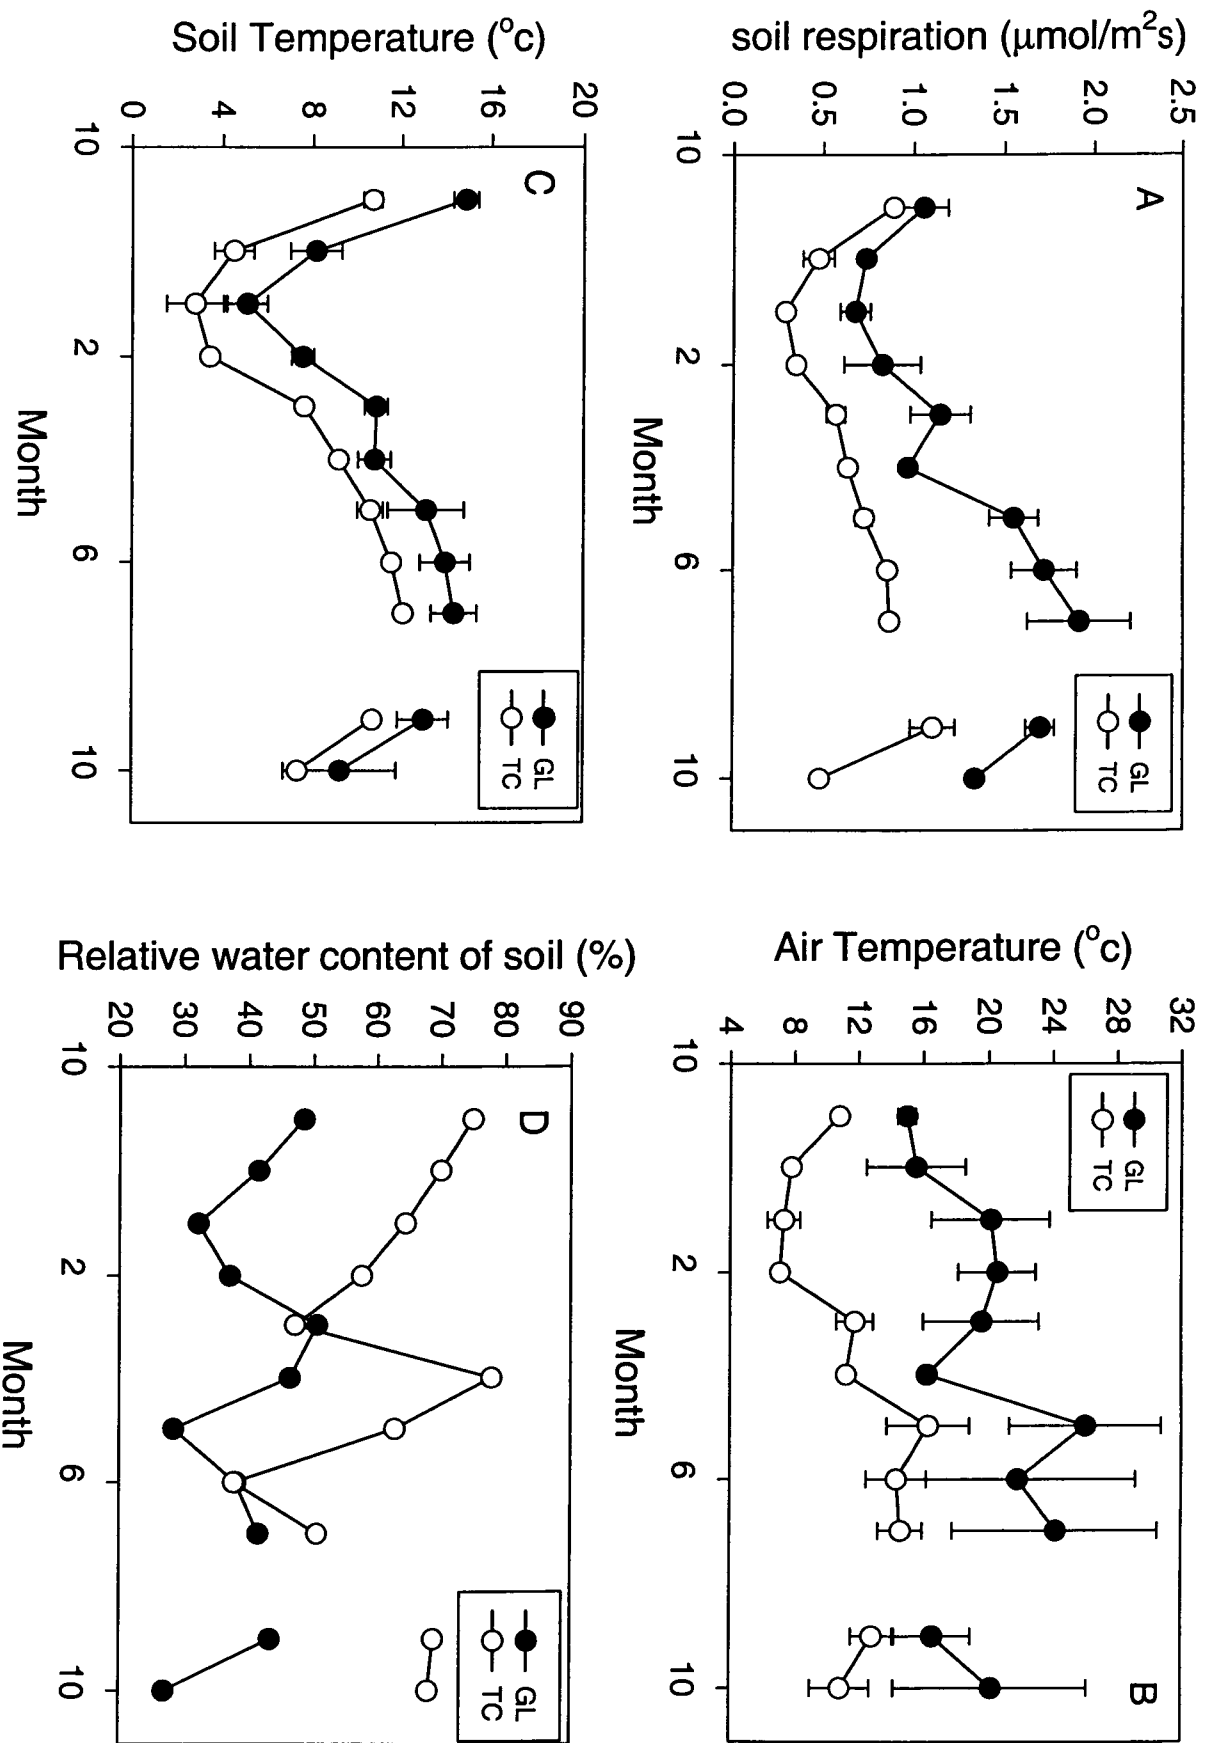 A
soil respiration (μmol/m²s)
2.5
2.0
1.5
1.0
0.5
0.0
10
2
6
10
Month
GL
TC
B
Air Temperature (°c)
32
28
24
20
16
12
8
4
10
2
6
10
Month
GL
TC
C
Soil Temperature (°c)
20
16
12
8
4
0
10
2
6
10
Month
GL
TC
D
Relative water content of soil (%)
90
80
70
60
50
40
30
20
10
2
6
10
Month
GL
TC